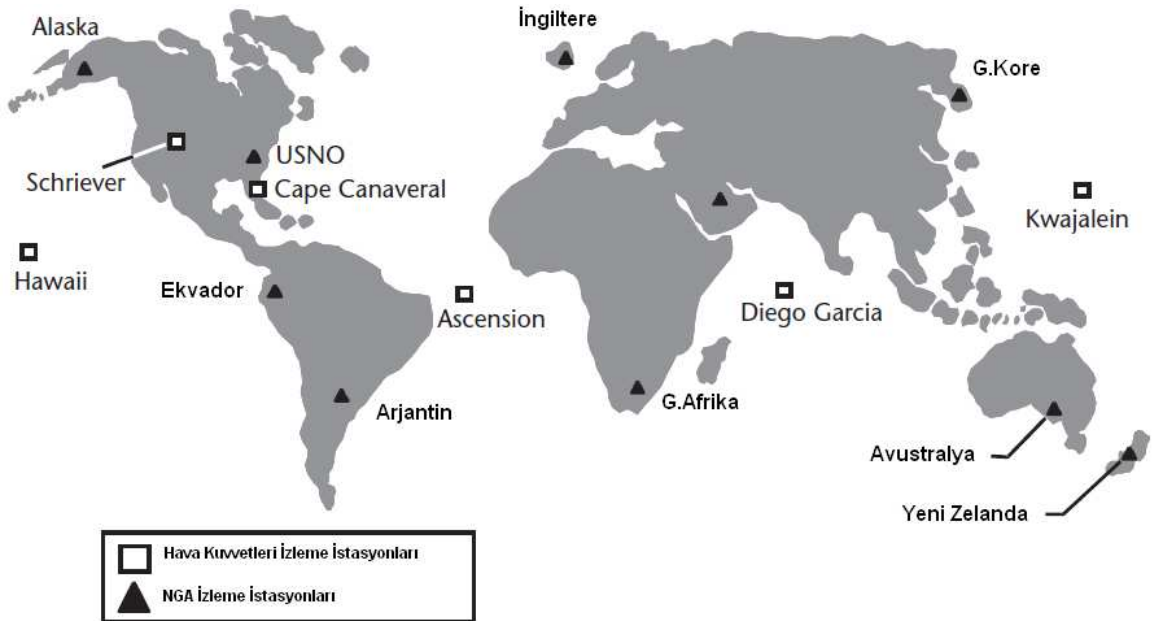 Alaska
İngiltere
G.Kore
Schriever
USNO
Cape Canaveral
Kwajalein
Hawaii
Ekvador
Ascension
Diego Garcia
Arjantin
G.Afrika
Avustralya
Yeni Zelanda
Hava Kuvvetleri İzleme İstasyonları
NGA İzleme İstasyonları